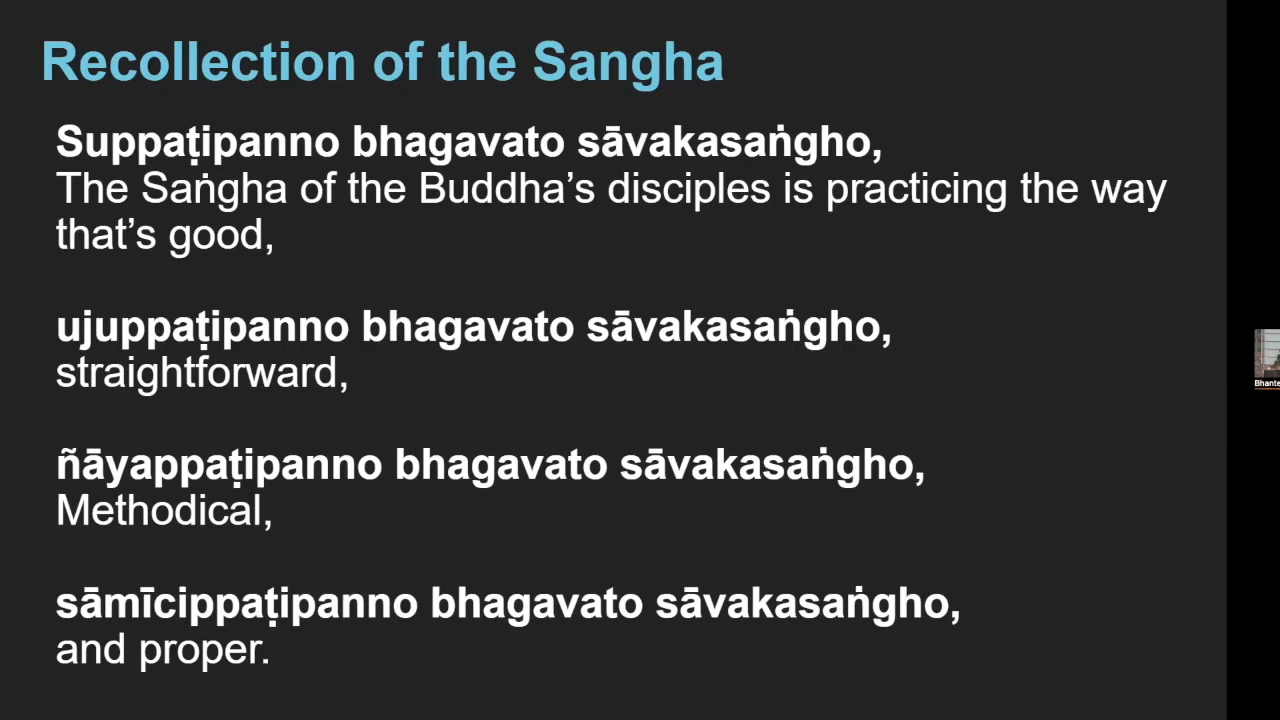 Recollection of the Sangha
Suppaṭipanno bhagavato sāvakasaṅgho,
The Saṅgha of the Buddha’s disciples is practicing the way
that’s good,
ujuppaṭipanno bhagavato sāvakasaṅgho,
straightforward,
ñāyappaṭipanno bhagavato sāvakasaṅgho,
Methodical,
sāmīcippaṭipanno bhagavato sāvakasaṅgho,
and proper.
Bhante